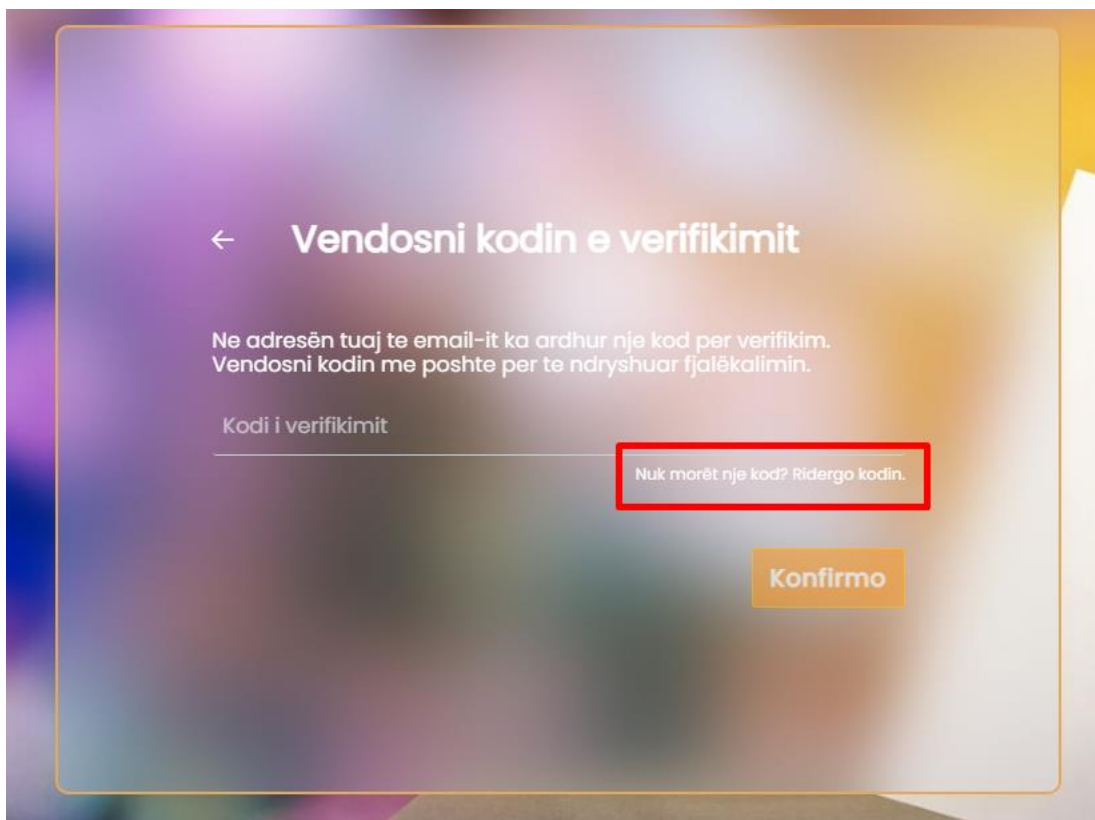 Vendosni kodin e verifikimit
Ne adresën tuaj te email-it ka ardhur nje kod per verifikim.
Vendosni kodin me poshte per te ndryshuar fjalëkalimin.
Kodi i verifikimit
Nuk morët nje kod? Ridergo kodin.
Konfirmo